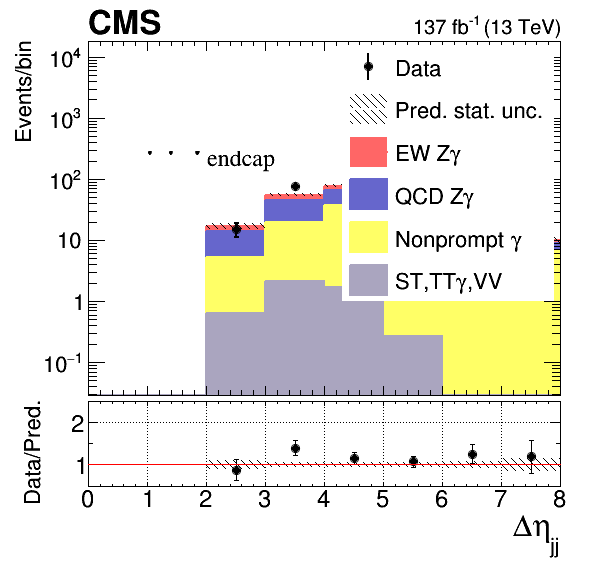 CMS
137 fb⁻¹ (13 TeV)
Events/bin
10⁴
10³
10²
10
1
10⁻¹
Data
Pred. stat. unc.
EW Zγ
QCD Zγ
Nonprompt γ
ST,TTγ,VV
endcap
Data/Pred.
2
1
0 1 2 3 4 5 6 7 8
Δη_jj